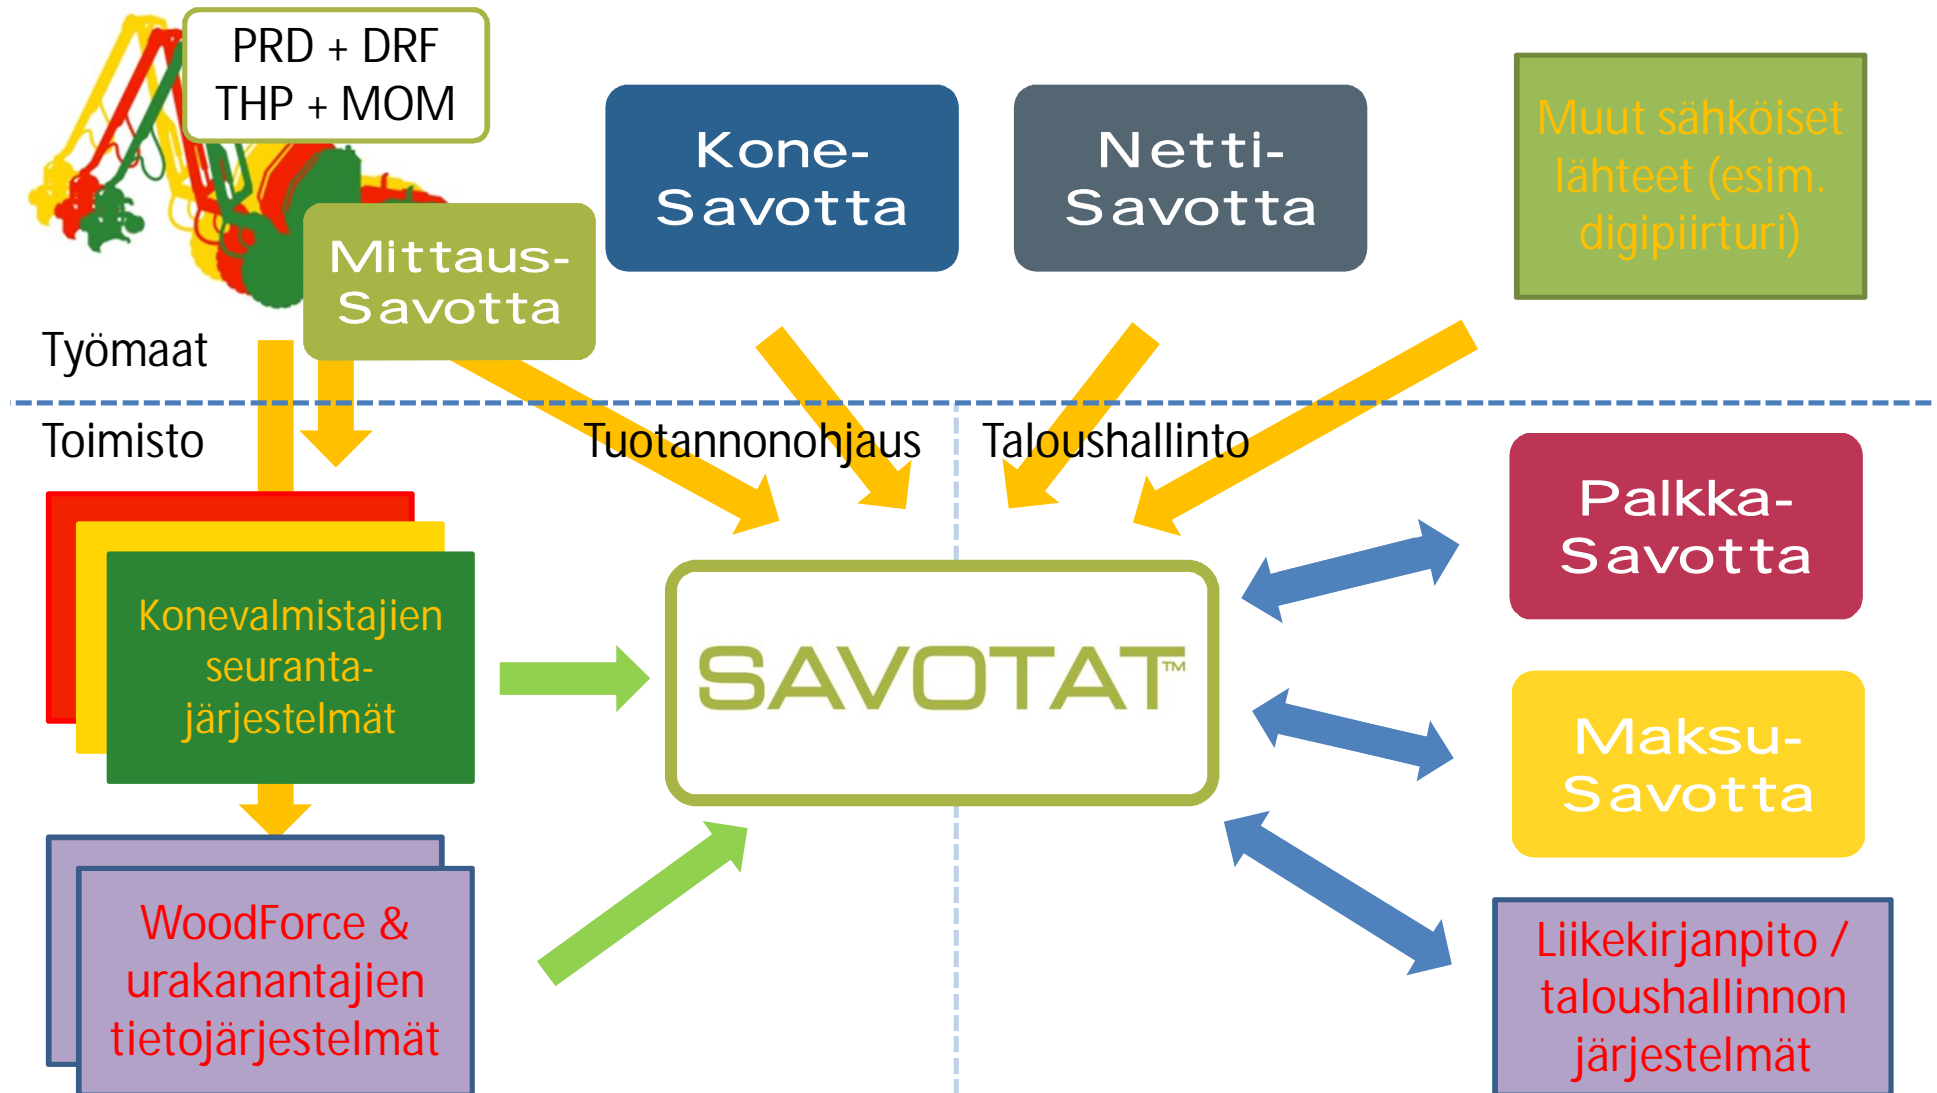 PRD + DRF
THP + MOM
Kone-
Savotta
Netti-
Savotta
Muut sähköiset
lähteet (esim.
digipiirturi)
Mittaus-
Savotta
Työmaat
Toimisto
Tuotannonohjaus
Taloushallinto
Palkka-
Savotta
Konevalmistajien
seuranta-
järjestelmät
SAVOTAT™
Maksu-
Savotta
WoodForce &
urakanantajien
tietojärjestelmät
Liikekirjanpito /
taloushallinnon
järjestelmät